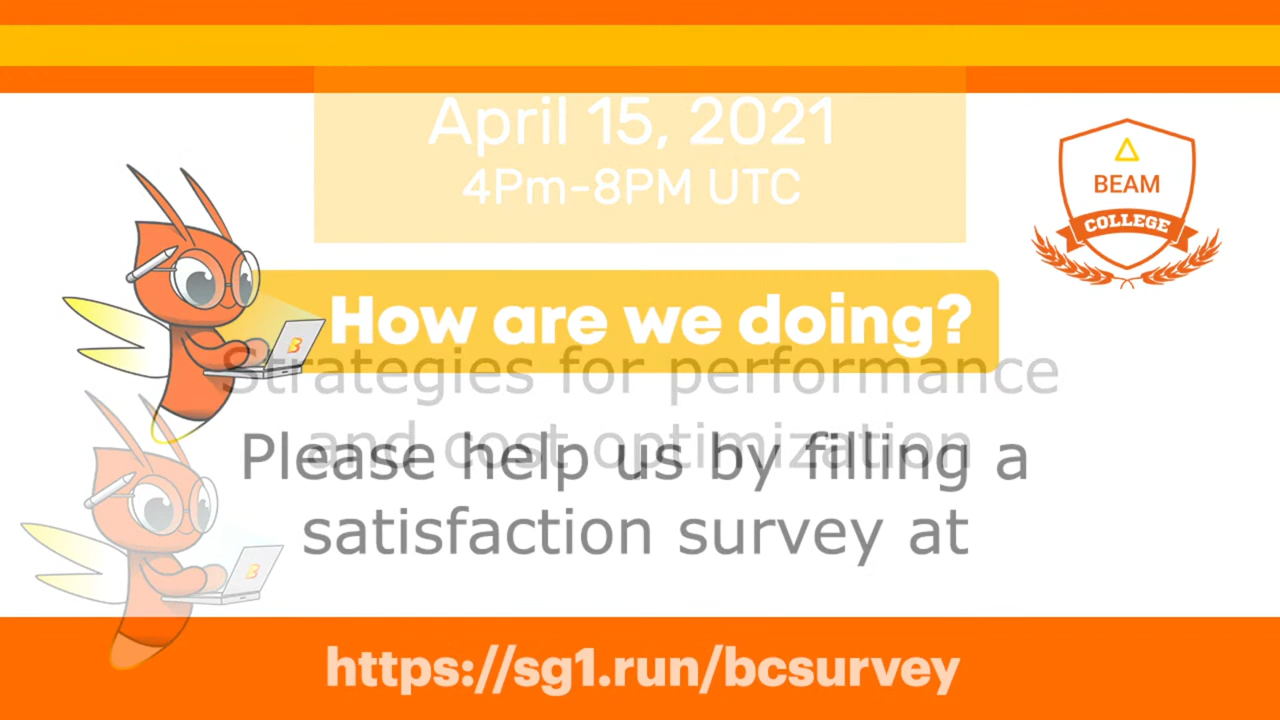 April 15, 2021
4Pm-8PM UTC
BEAM
COLLEGE
How are we doing?
Strategies for performance
and cost optimization
Please help us by filling a
satisfaction survey at
https://sg1.run/bcsurvey